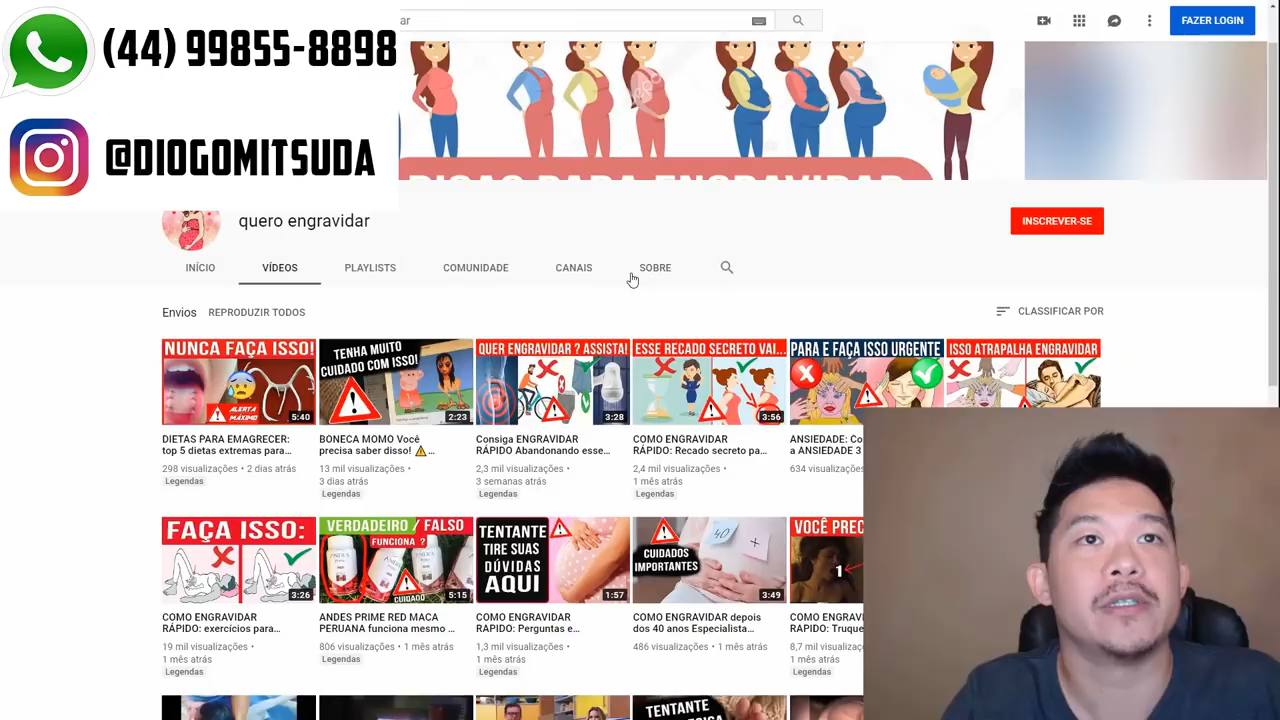 (44) 99855-8898
@DIOGOMITSUDA
ar
FAZER LOGIN
DICAS PARA ENGRAVIDAR
quero engravidar
INSCREVER-SE
INÍCIO
VÍDEOS
PLAYLISTS
COMUNIDADE
CANAIS
SOBRE
Envios
REPRODUZIR TODOS
CLASSIFICAR POR
NUNCA FAÇA ISSO!
ALERTA
MÁXIMO
5:40
DIETAS PARA EMAGRECER:
top 5 dietas extremas para...
298 visualizações • 2 dias atrás
Legendas
TENHA MUITO
CUIDADO COM ISSO!
2:23
BONECA MOMO Você
precisa saber disso! ⚠...
13 mil visualizações •
3 dias atrás
Legendas
QUER ENGRAVIDAR ? ASSISTA!
3:28
Consiga ENGRAVIDAR
RÁPIDO Abandonando esse...
2,3 mil visualizações •
3 semanas atrás
Legendas
ESSE RECADO SECRETO VAI...
3:56
COMO ENGRAVIDAR
RÁPIDO: Recado secreto pa...
2,4 mil visualizações •
1 mês atrás
Legendas
PARA E FAÇA ISSO URGENTE
ANSIEDADE: Co
a ANSIEDADE 3
634 visualizações
ISSO ATRAPALHA ENGRAVIDAR
FAÇA ISSO:
3:26
COMO ENGRAVIDAR
RÁPIDO: exercícios para...
19 mil visualizações •
1 mês atrás
Legendas
VERDADEIRO / FALSO
FUNCIONA ?
CUIDADO
5:15
ANDES PRIME RED MACA
PERUANA funciona mesmo ...
806 visualizações • 1 mês atrás
Legendas
TENTANTE
TIRE SUAS
DÚVIDAS
AQUI
1:57
COMO ENGRAVIDAR
RAPIDO: Perguntas e...
1,3 mil visualizações •
1 mês atrás
Legendas
CUIDADOS
IMPORTANTES
40
+
3:49
COMO ENGRAVIDAR depois
dos 40 anos Especialista...
486 visualizações • 1 mês atrás
VOCÊ PREC
1
COMO ENGRAVIDAR
RÁPIDO: Truque
8,7 mil visualizações
1 mês atrás
Legendas
TENTANTE